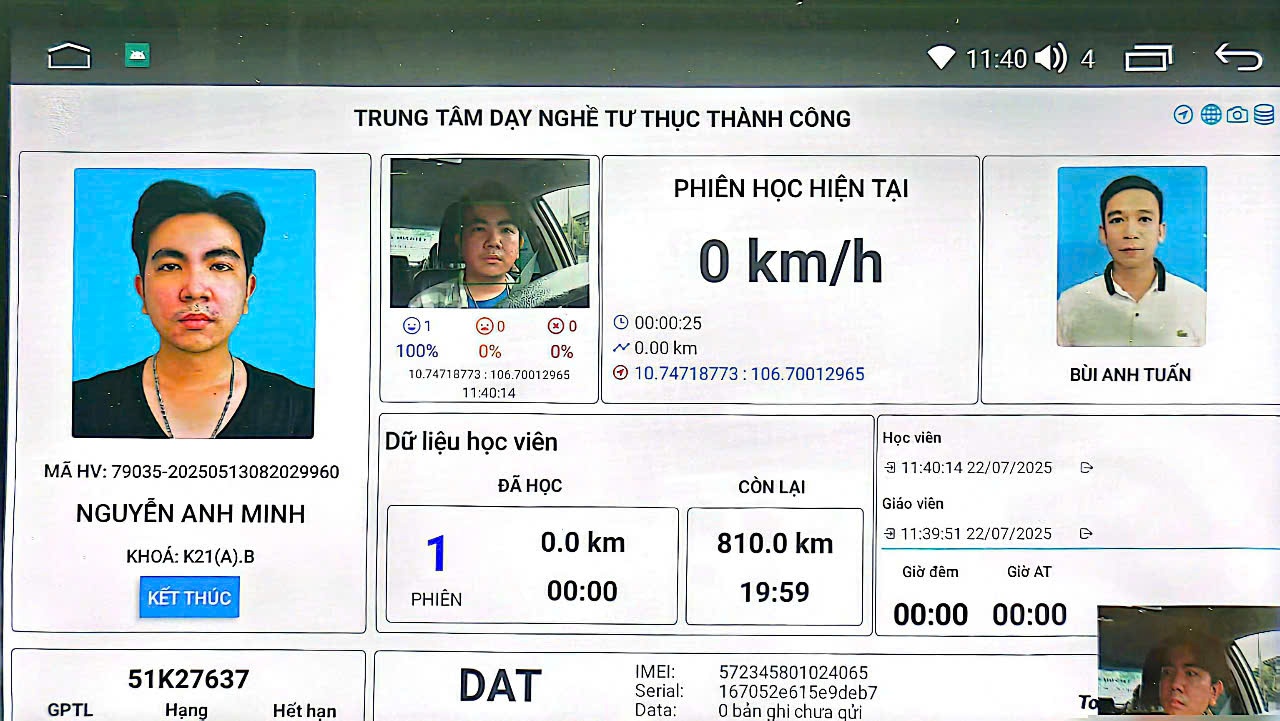 11:40 4
TRUNG TÂM DẠY NGHỀ TƯ THỤC THÀNH CÔNG
MÃ HV: 79035-20250513082029960
NGUYỄN ANH MINH
KHOÁ: K21(A).B
KẾT THÚC
1 0 0
100% 0% 0%
10.74718773 : 106.70012965
11:40:14
PHIÊN HỌC HIỆN TẠI
0 km/h
00:00:25
0.00 km
10.74718773 : 106.70012965
BÙI ANH TUẤN
Dữ liệu học viên
ĐÃ HỌC
1
PHIÊN
0.0 km
00:00
CÒN LẠI
810.0 km
19:59
Học viên
11:40:14 22/07/2025
Giáo viên
11:39:51 22/07/2025
Giờ đêm Giờ AT
00:00 00:00
51K27637
GPTL Hạng Hết hạn
DAT
IMEI: 572345801024065
Serial: 167052e615e9deb7
Data: 0 bản ghi chưa gửi